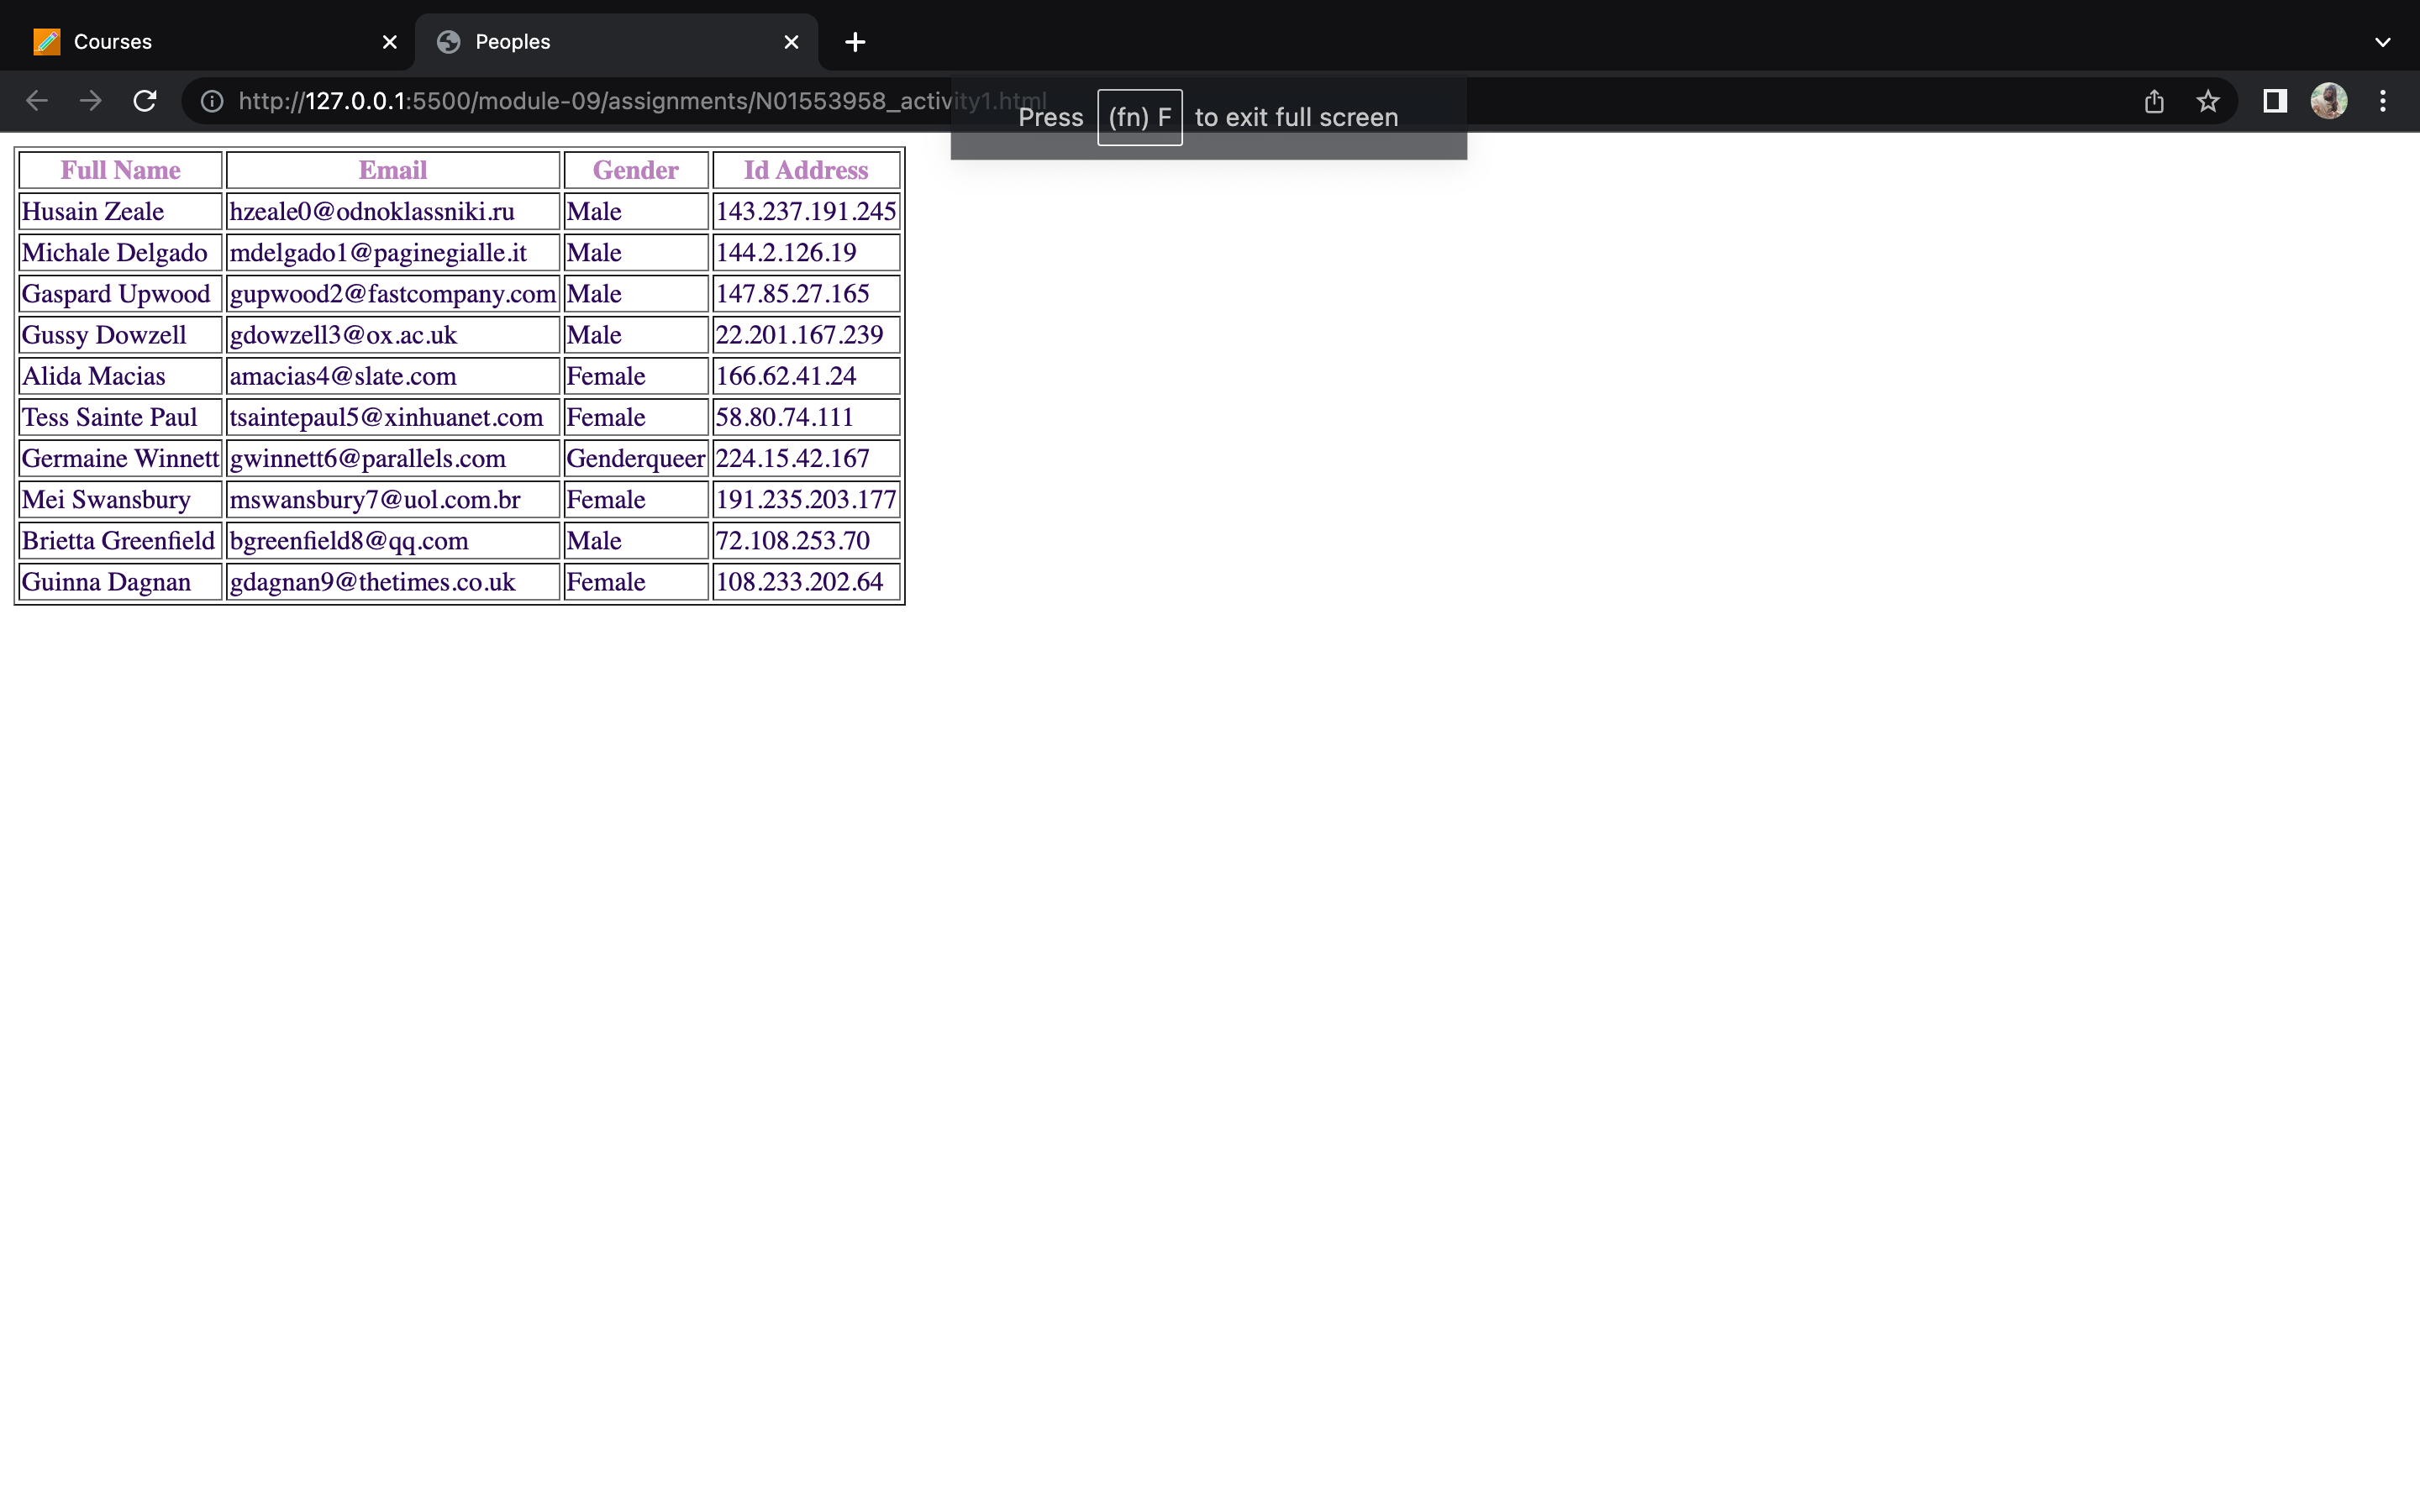 Courses
Peoples
http://127.0.0.1:5500/module-09/assignments/N01553958_activity1.html
Press (fn) F to exit full screen
Full Name Email Gender Id Address
Husain Zeale hzeale0@odnoklassniki.ru Male 143.237.191.245
Michale Delgado mdelgado1@paginegialle.it Male 144.2.126.19
Gaspard Upwood gupwood2@fastcompany.com Male 147.85.27.165
Gussy Dowzell gdowzell3@ox.ac.uk Male 22.201.167.239
Alida Macias amacias4@slate.com Female 166.62.41.24
Tess Sainte Paul tsaintepaul5@xinhuanet.com Female 58.80.74.111
Germaine Winnett gwinnett6@parallels.com Genderqueer 224.15.42.167
Mei Swansbury mswansbury7@uol.com.br Female 191.235.203.177
Brietta Greenfield bgreenfield8@qq.com Male 72.108.253.70
Guinna Dagnan gdagnan9@thetimes.co.uk Female 108.233.202.64